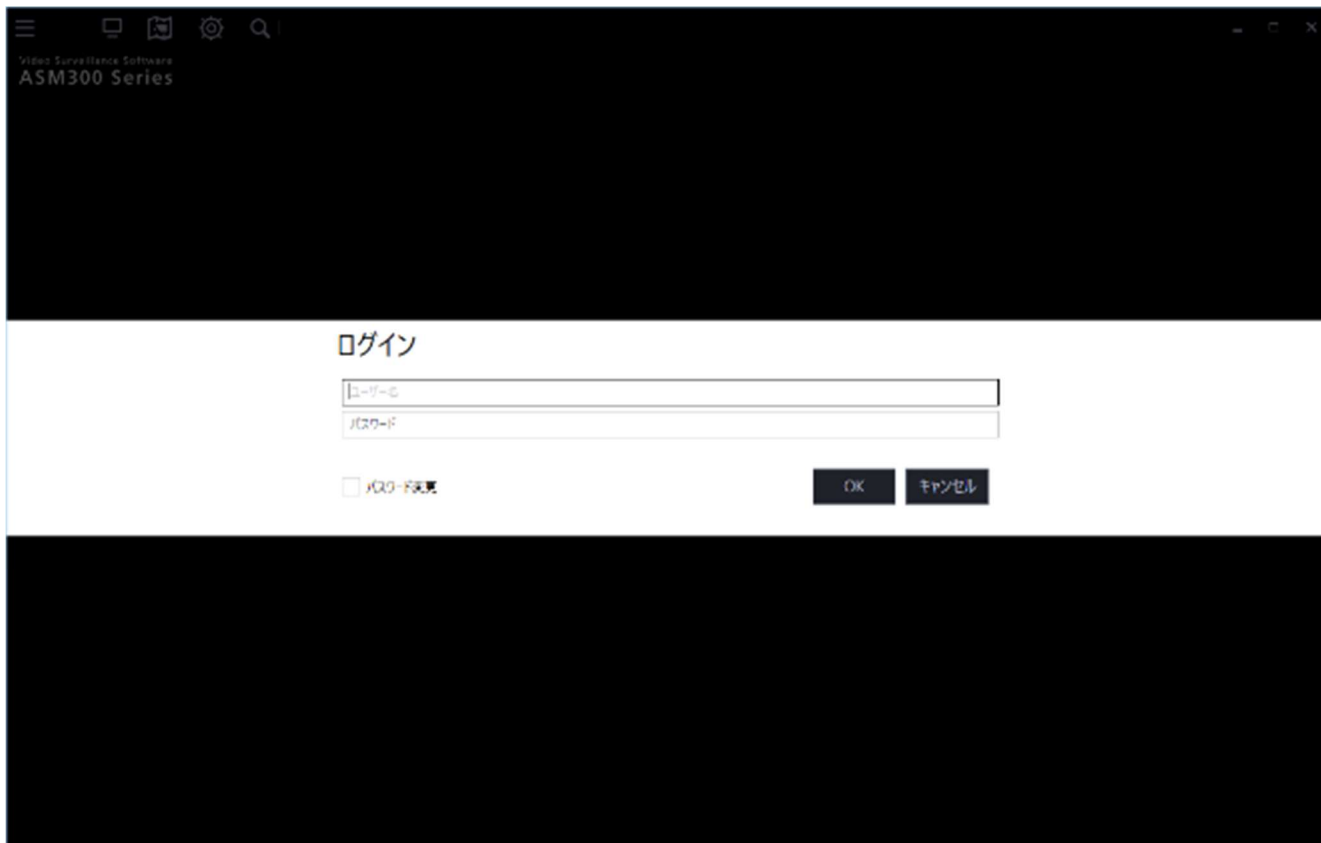 Video Surveillance Software
ASM300 Series
ログイン
ユーザー名
パスワード
パスワード変更
OK
キャンセル